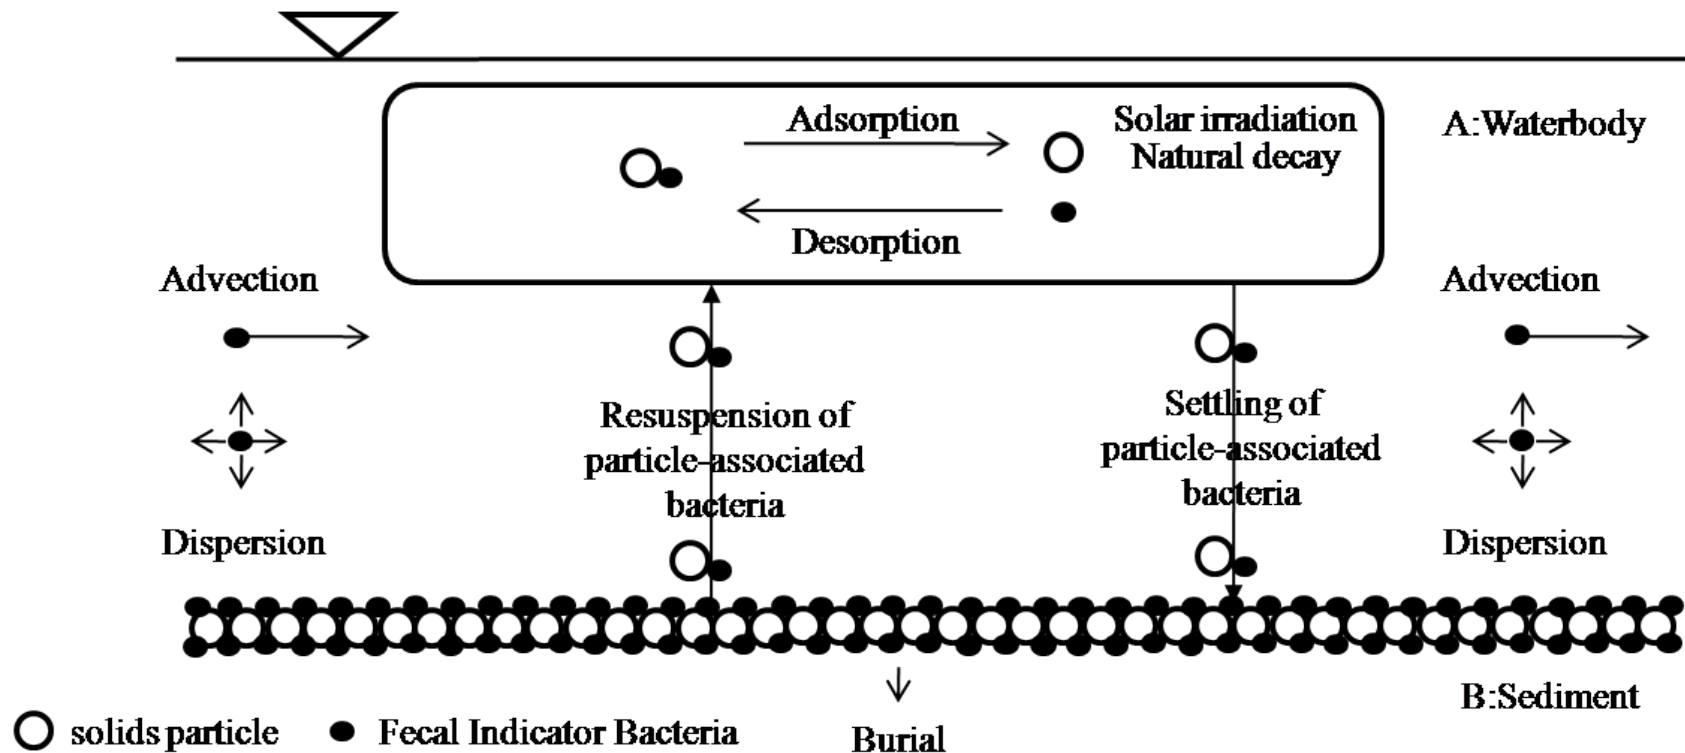 Adsorption
Solar irradiation
Natural decay
A:Waterbody
Desorption
Advection
Advection
Resuspension of
particle-associated
bacteria
Settling of
particle-associated
bacteria
Dispersion
Dispersion
B:Sediment
solids particle
Fecal Indicator Bacteria
Burial